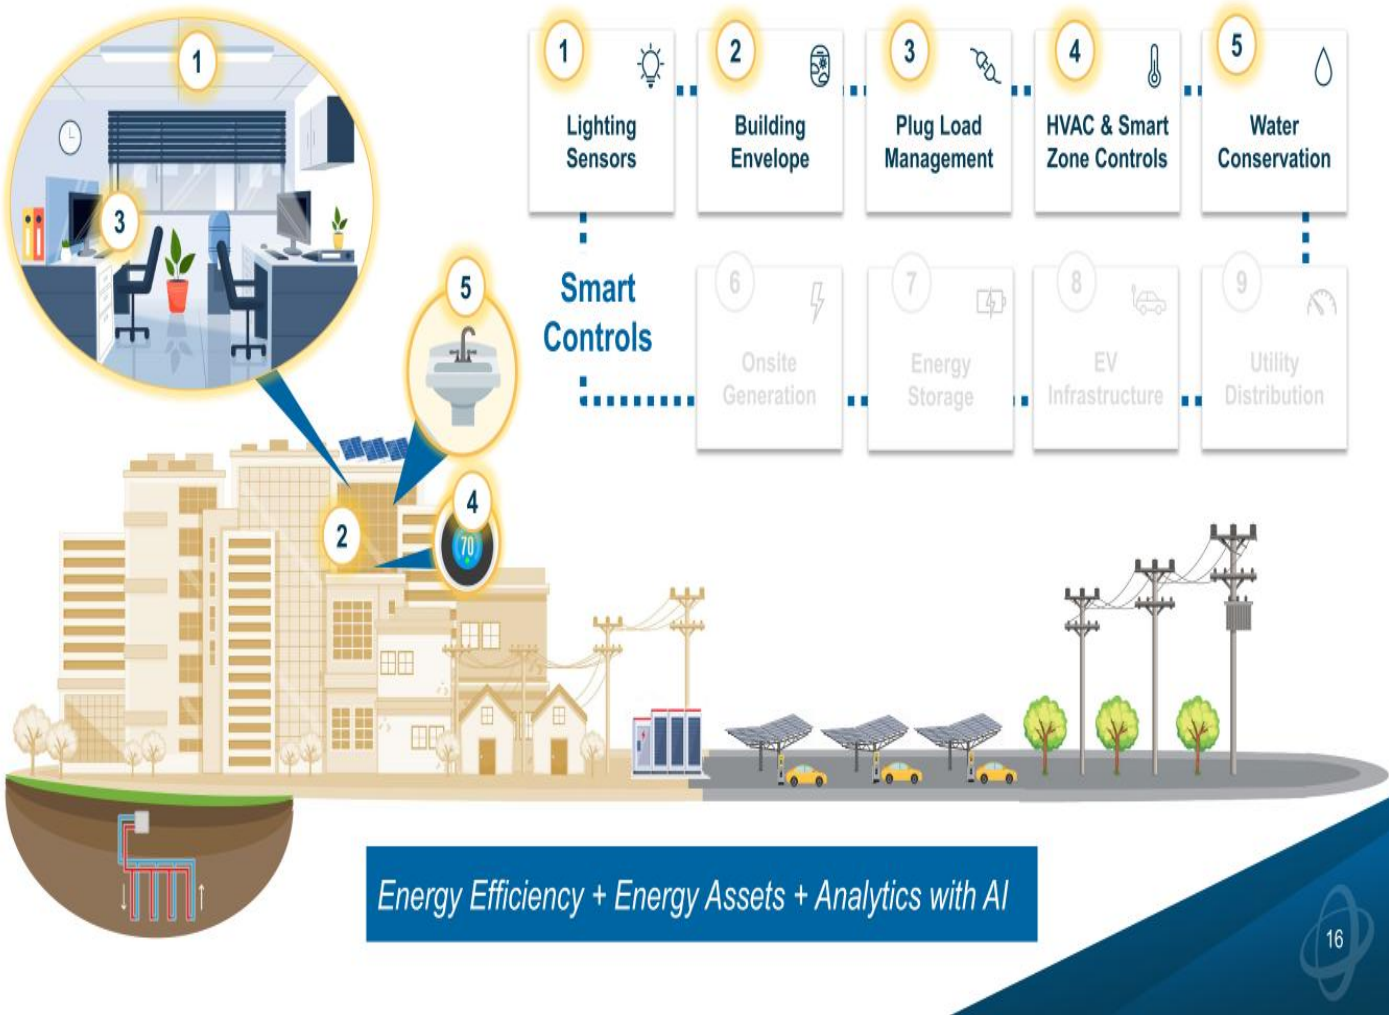 1
Lighting
Sensors
2
Building
Envelope
3
Plug Load
Management
4
HVAC & Smart
Zone Controls
5
Water
Conservation
Smart
Controls
6
Onsite
Generation
7
Energy
Storage
8
EV
Infrastructure
9
Utility
Distribution
1
3
5
4
70
2
Energy Efficiency + Energy Assets + Analytics with AI
16